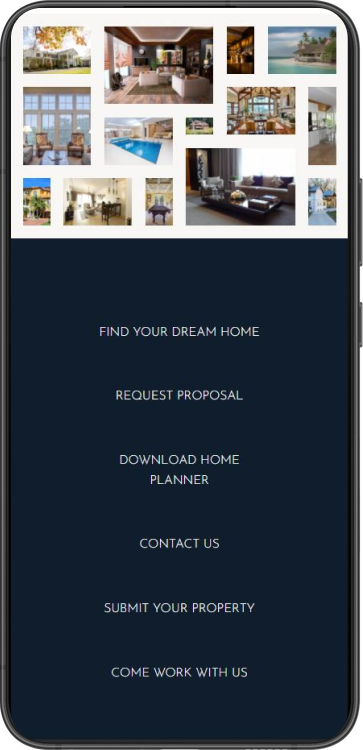 FIND YOUR DREAM HOME
REQUEST PROPOSAL
DOWNLOAD HOME
PLANNER
CONTACT US
SUBMIT YOUR PROPERTY
COME WORK WITH US